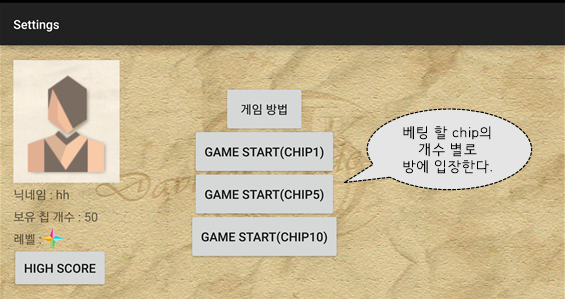 Settings
게임 방법
GAME START(CHIP1)
GAME START(CHIP5)
GAME START(CHIP10)
베팅 할 chip의
개수 별로
방에 입장한다.
닉네임 : hh
보유 칩 개수 : 50
레벨 :
HIGH SCORE